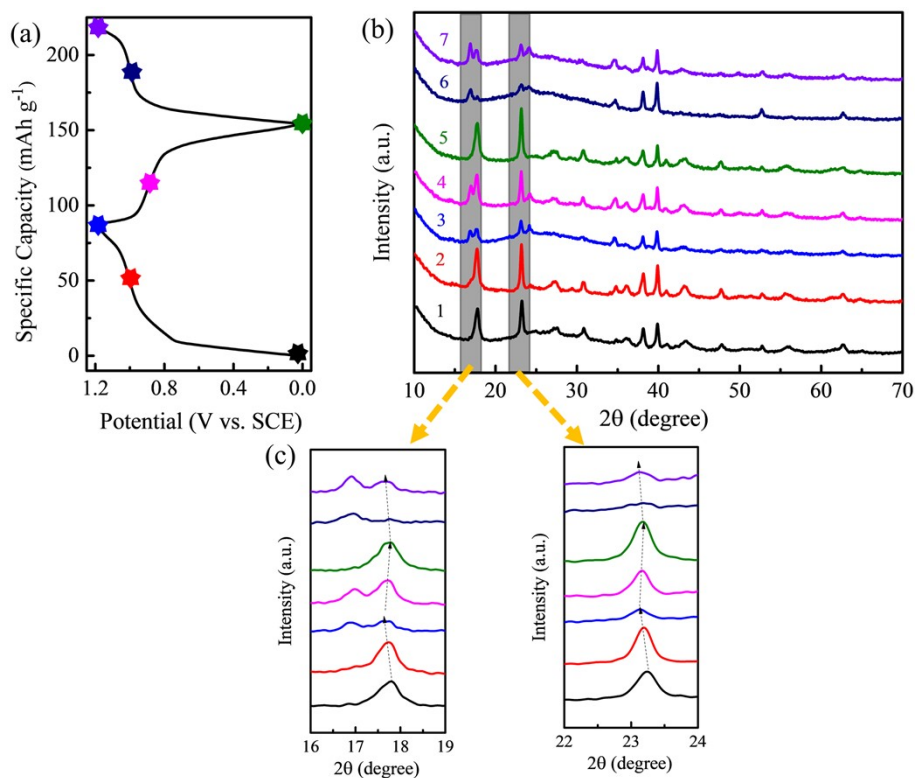 (a)
Specific Capacity (mAh g⁻¹)
200
150
100
50
0
1.2 0.8 0.4 0.0
Potential (V vs. SCE)
(b)
Intensity (a.u.)
7
6
5
4
3
2
1
10 20 30 40 50 60 70
2θ (degree)
(c)
Intensity (a.u.)
16 17 18 19
2θ (degree)
Intensity (a.u.)
22 23 24
2θ (degree)